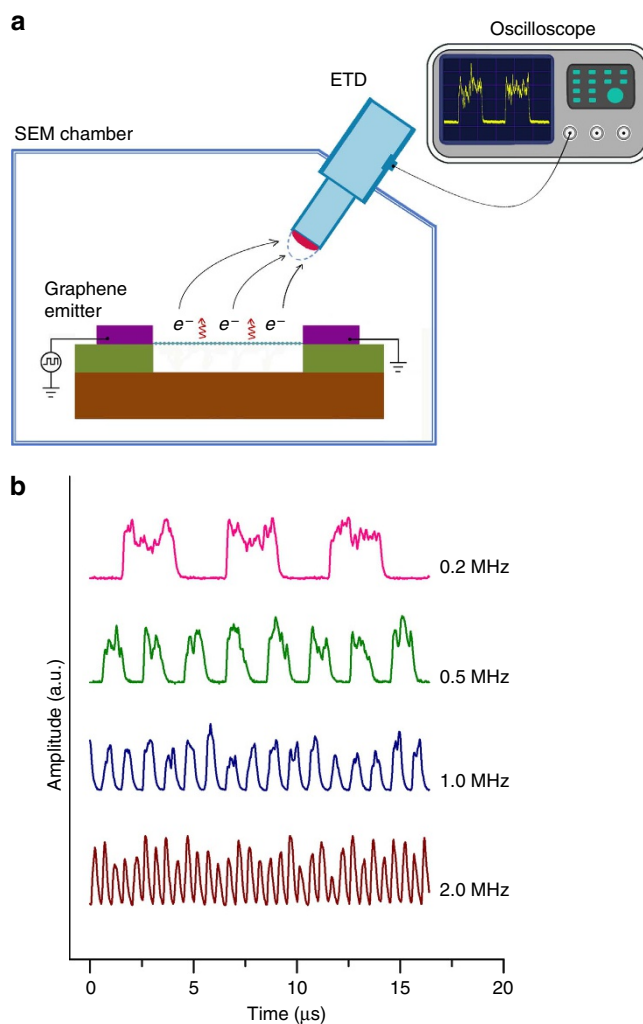 a
Oscilloscope
ETD
SEM chamber
Graphene
emitter
e− e− e−
b
0.2 MHz
0.5 MHz
1.0 MHz
2.0 MHz
Amplitude (a.u.)
0 5 10 15 20
Time (μs)